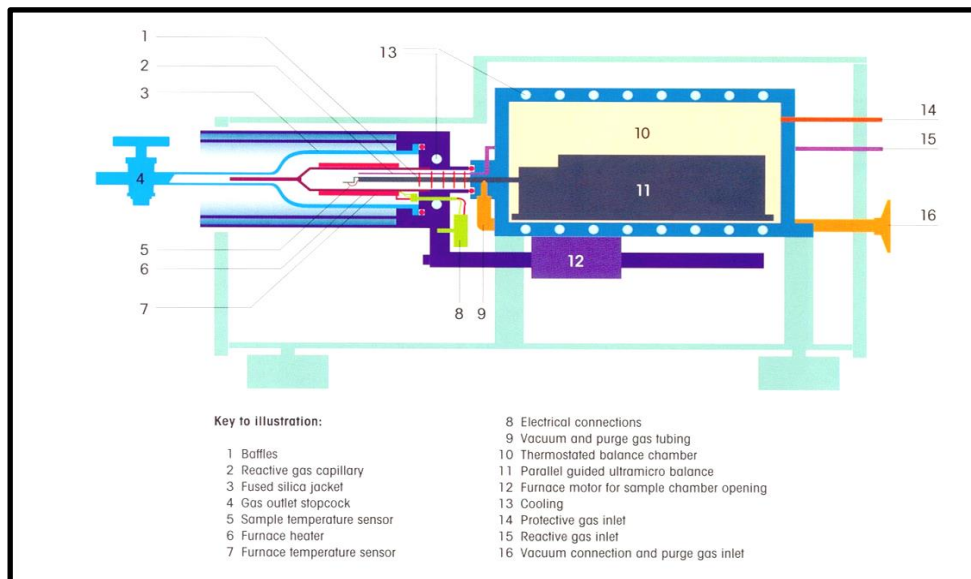 1
2
3
13
14
10
15
4
11
16
12
5
6
7
8
9
Key to illustration:
1 Baffles
2 Reactive gas capillary
3 Fused silica jacket
4 Gas outlet stopcock
5 Sample temperature sensor
6 Furnace heater
7 Furnace temperature sensor
8 Electrical connections
9 Vacuum and purge gas tubing
10 Thermostated balance chamber
11 Parallel guided ultramicro balance
12 Furnace motor for sample chamber opening
13 Cooling
14 Protective gas inlet
15 Reactive gas inlet
16 Vacuum connection and purge gas inlet